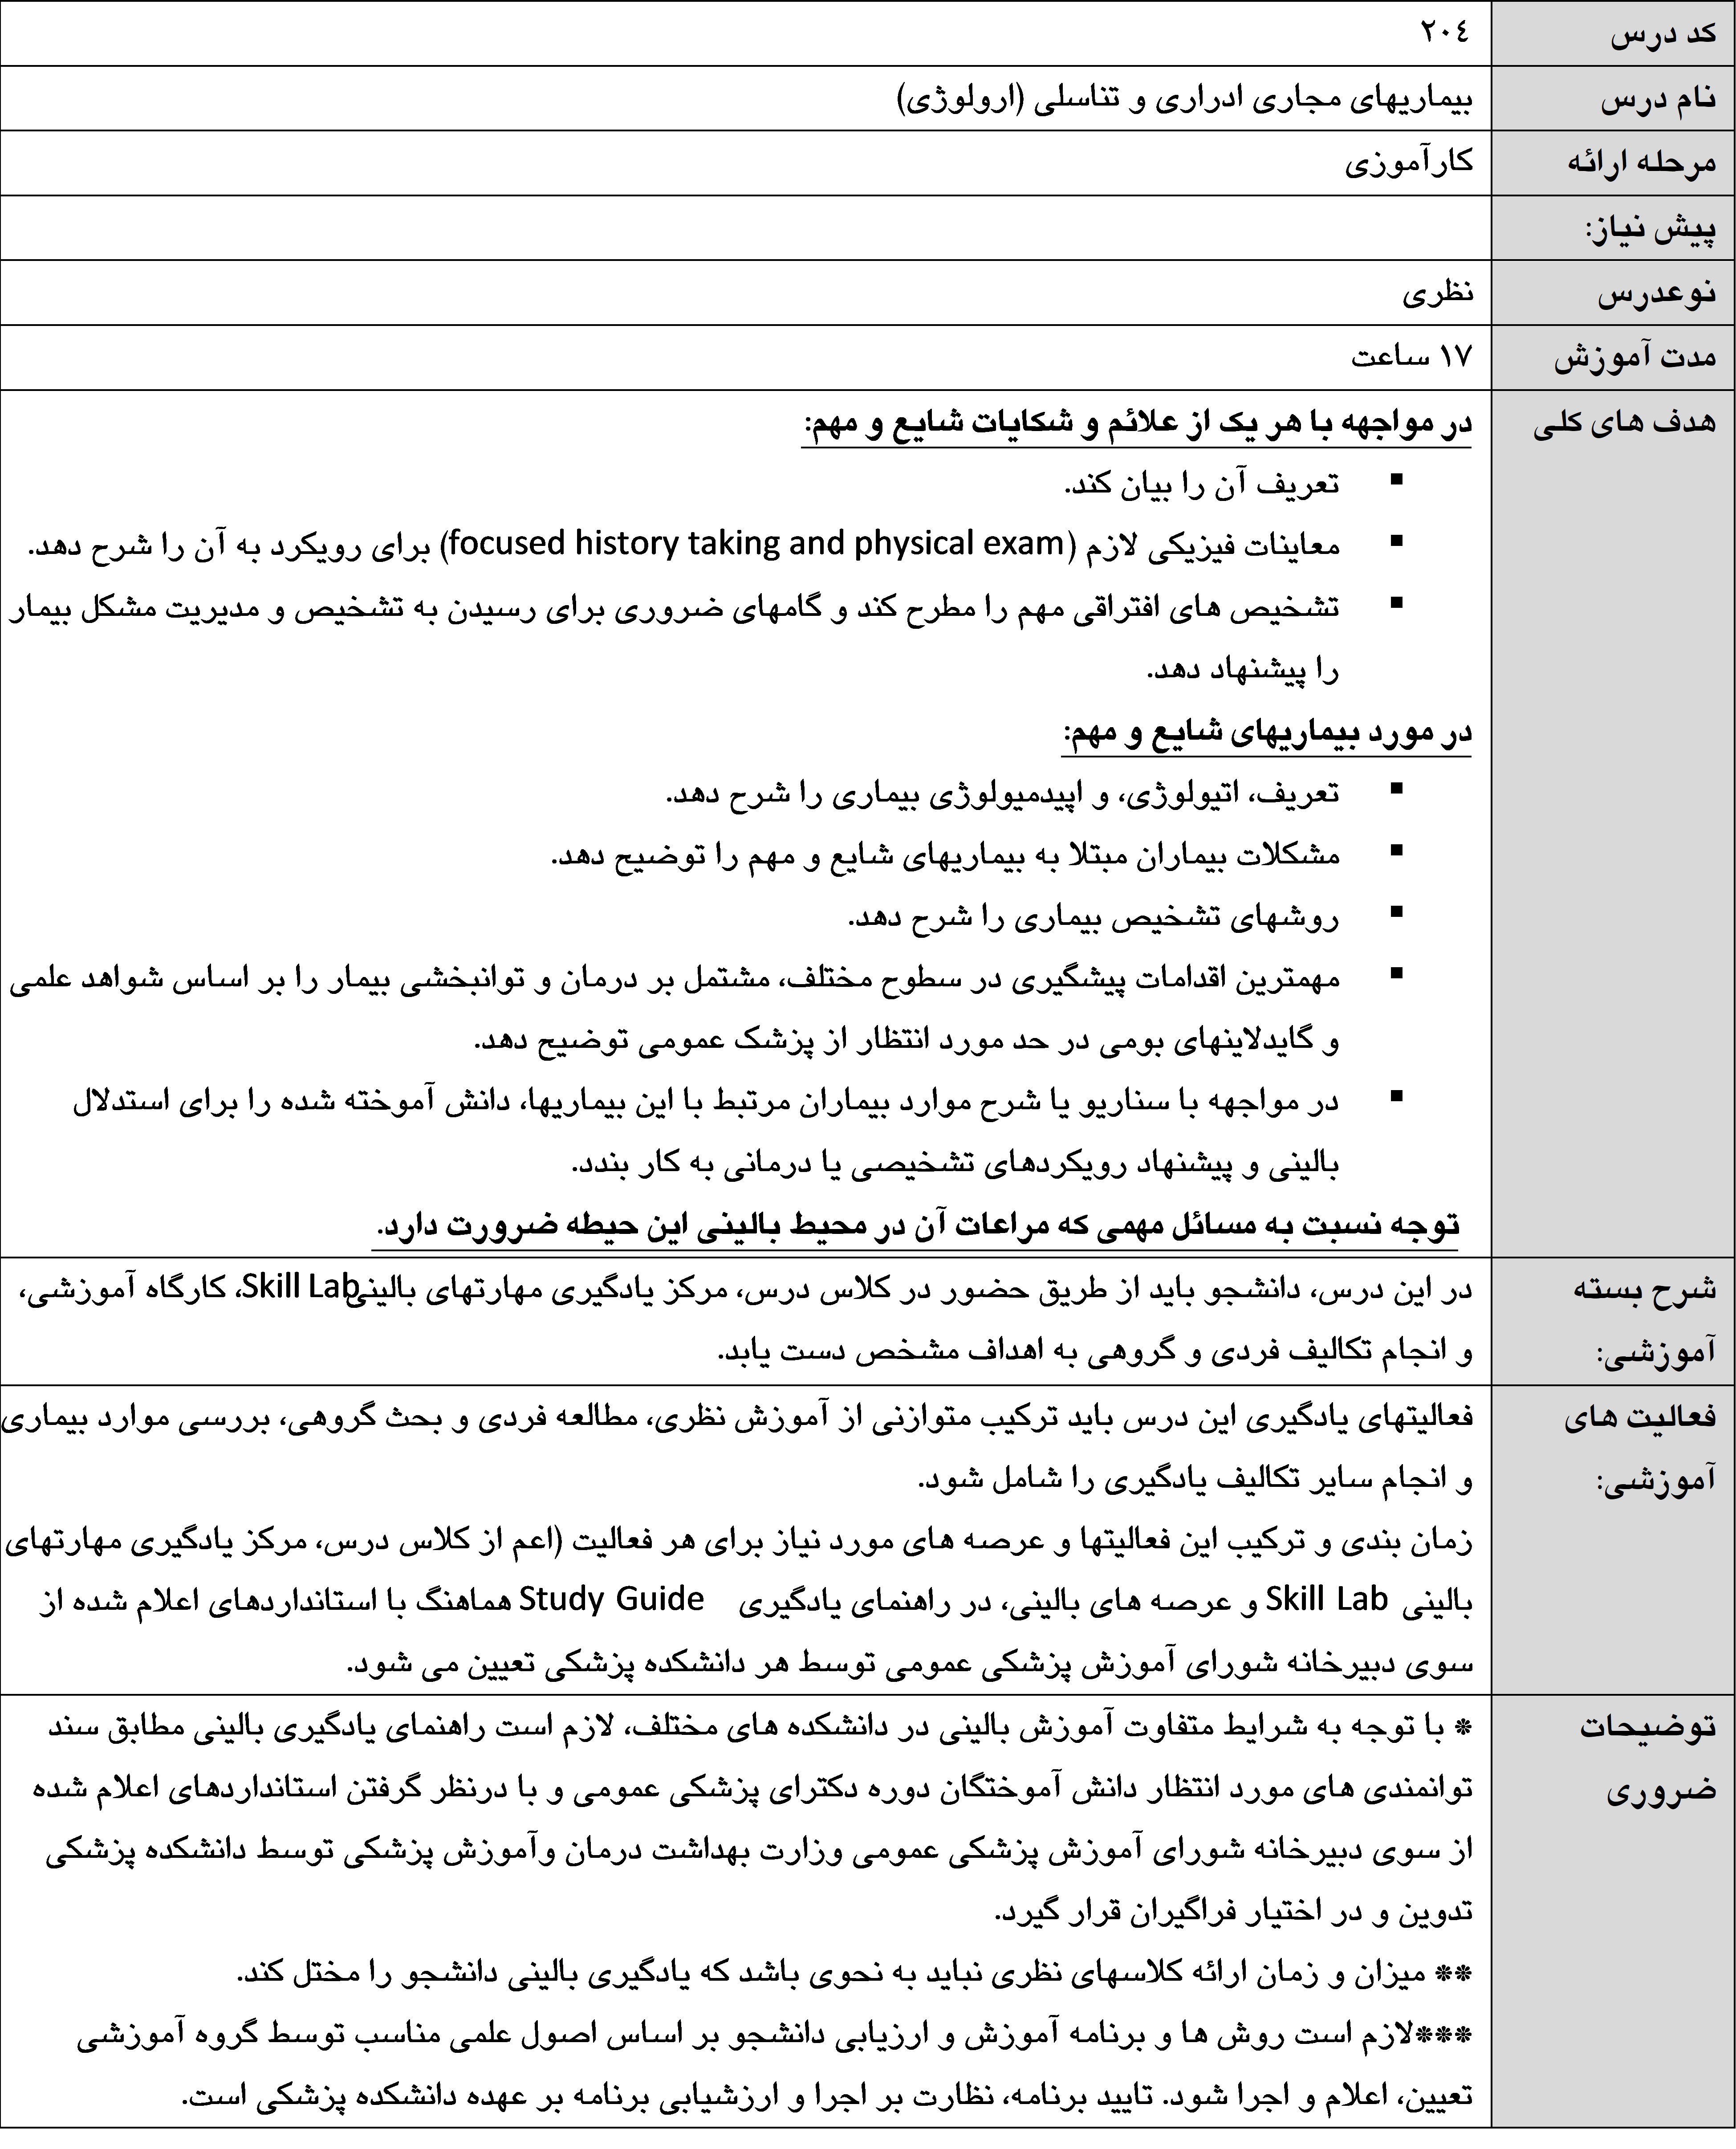 کد درس ۲۰٤
نام درس بیماریهای مجاری ادراری و تناسلی (ارولوژی)
مرحله ارائه کارآموزی
پیش نیاز:
نوعدرس نظری
مدت آموزش ۱۷ ساعت
هدف های کلی در مواجهه با هر یک از علائم و شکایات شایع و مهم:
▪ تعریف آن را بیان کند.
▪ معاینات فیزیکی لازم (focused history taking and physical exam) برای رویکرد به آن را شرح دهد.
▪ تشخیص های افتراقی مهم را مطرح کند و گامهای ضروری برای رسیدن به تشخیص و مدیریت مشکل بیمار
را پیشنهاد دهد.
در مورد بیماریهای شایع و مهم:
▪ تعریف، اتیولوژی، و اپیدمیولوژی بیماری را شرح دهد.
▪ مشکلات بیماران مبتلا به بیماریهای شایع و مهم را توضیح دهد.
▪ روشهای تشخیص بیماری را شرح دهد.
▪ مهمترین اقدامات پیشگیری در سطوح مختلف، مشتمل بر درمان و توانبخشی بیمار را بر اساس شواهد علمی
و گایدلاینهای بومی در حد مورد انتظار از پزشک عمومی توضیح دهد.
▪ در مواجهه با سناریو یا شرح موارد بیماران مرتبط با این بیماریها، دانش آموخته شده را برای استدلال
بالینی و پیشنهاد رویکردهای تشخیصی یا درمانی به کار بندد.
توجه نسبت به مسائل مهمی که مراعات آن در محیط بالینی این حیطه ضرورت دارد.
شرح بسته در این درس، دانشجو باید از طریق حضور در کلاس درس، مرکز یادگیری مهارتهای بالینی Skill Lab، کارگاه آموزشی،
آموزشی: و انجام تکالیف فردی و گروهی به اهداف مشخص دست یابد.
فعالیت های فعالیتهای یادگیری این درس باید ترکیب متوازنی از آموزش نظری، مطالعه فردی و بحث گروهی، بررسی موارد بیماری
آموزشی: و انجام سایر تکالیف یادگیری را شامل شود.
زمان بندی و ترکیب این فعالیتها و عرصه های مورد نیاز برای هر فعالیت (اعم از کلاس درس، مرکز یادگیری مهارتهای
بالینی Skill Lab و عرصه های بالینی، در راهنمای یادگیری Study Guide هماهنگ با استانداردهای اعلام شده از
سوی دبیرخانه شورای آموزش پزشکی عمومی توسط هر دانشکده پزشکی تعیین می شود.
توضیحات * با توجه به شرایط متفاوت آموزش بالینی در دانشکده های مختلف، لازم است راهنمای یادگیری بالینی مطابق سند
ضروری توانمندی های مورد انتظار دانش آموختگان دوره دکترای پزشکی عمومی و با درنظر گرفتن استانداردهای اعلام شده
از سوی دبیرخانه شورای آموزش پزشکی عمومی وزارت بهداشت درمان وآموزش پزشکی توسط دانشکده پزشکی
تدوین و در اختیار فراگیران قرار گیرد.
** میزان و زمان ارائه کلاسهای نظری نباید به نحوی باشد که یادگیری بالینی دانشجو را مختل کند.
***لازم است روش ها و برنامه آموزش و ارزیابی دانشجو بر اساس اصول علمی مناسب توسط گروه آموزشی
تعیین، اعلام و اجرا شود. تایید برنامه، نظارت بر اجرا و ارزشیابی برنامه بر عهده دانشکده پزشکی است.